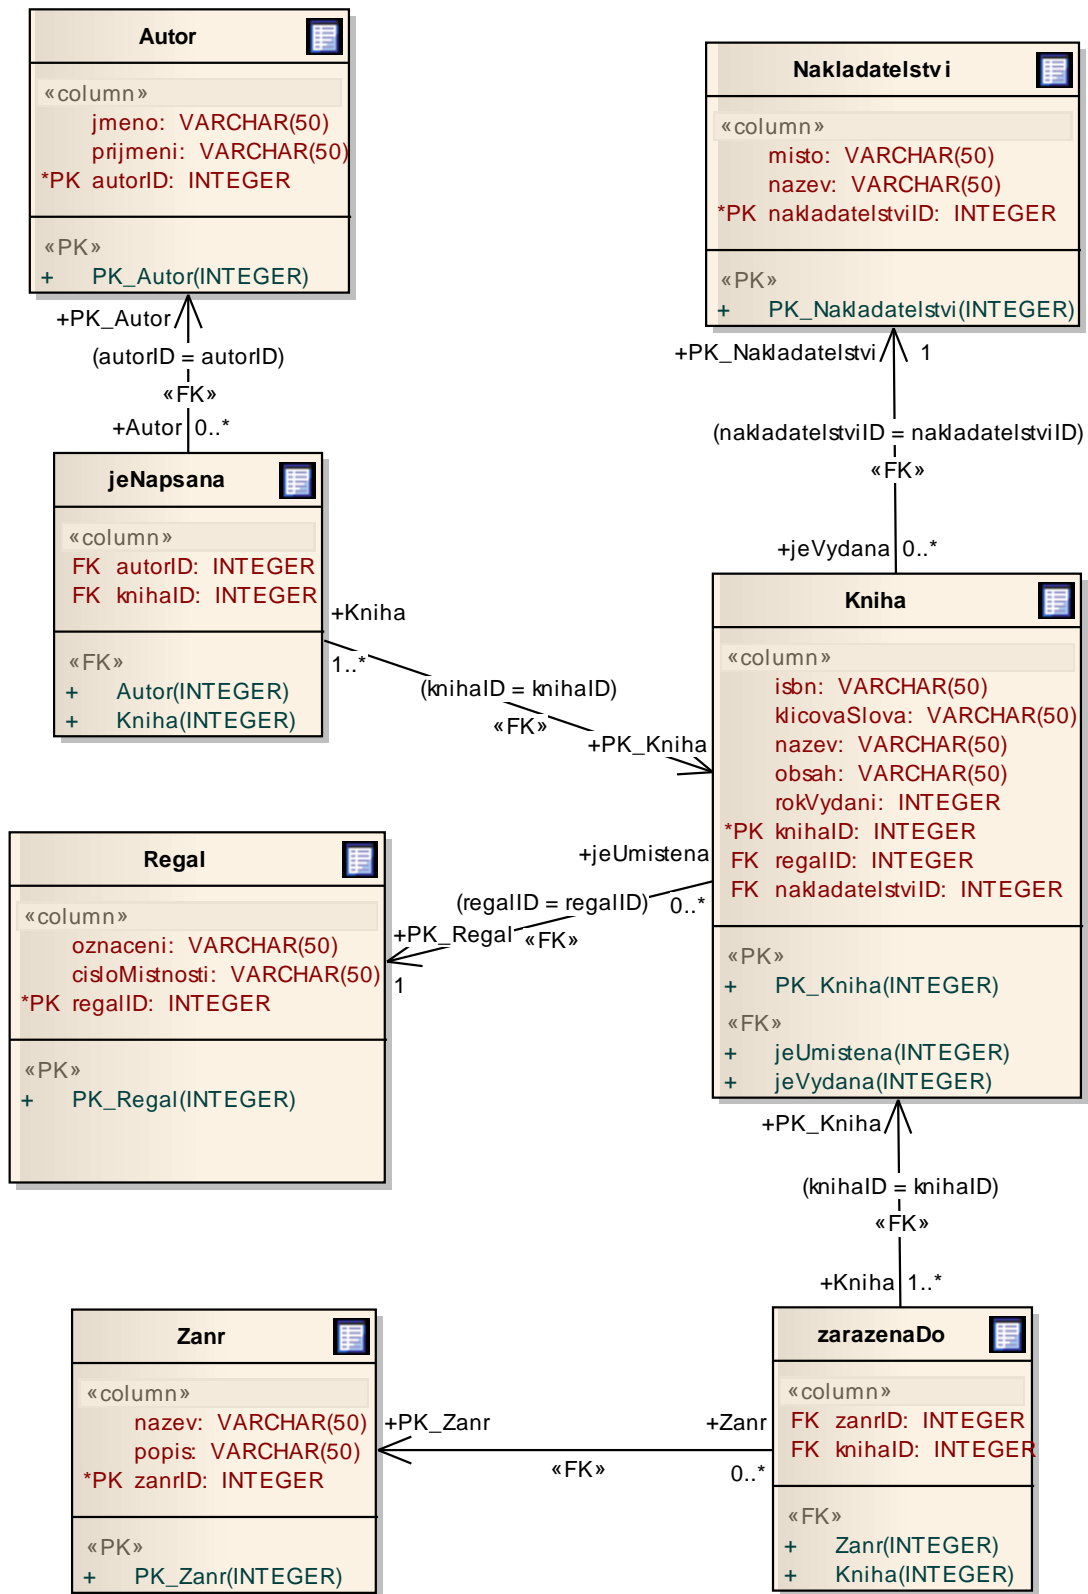 Autor
«column»
jmeno: VARCHAR(50)
prijmeni: VARCHAR(50)
*PK autorID: INTEGER
«PK»
+ PK_Autor(INTEGER)
Nakladatelstvi
«column»
misto: VARCHAR(50)
nazev: VARCHAR(50)
*PK nakladatelstviID: INTEGER
«PK»
+ PK_Nakladatelstvi(INTEGER)
+PK_Autor
(autorID = autorID)
«FK»
+Autor 0..*
+PK_Nakladatelstvi 1
(nakladatelstviID = nakladatelstviID)
«FK»
+jeVydana 0..*
jeNapsana
«column»
FK autorID: INTEGER
FK knihaID: INTEGER
«FK»
+ Autor(INTEGER)
+ Kniha(INTEGER)
+Kniha
1..*
(knihaID = knihaID)
«FK»
+PK_Kniha
Kniha
«column»
isbn: VARCHAR(50)
klicovaSlova: VARCHAR(50)
nazev: VARCHAR(50)
obsah: VARCHAR(50)
rokVydani: INTEGER
*PK knihaID: INTEGER
FK regalID: INTEGER
FK nakladatelstviID: INTEGER
«PK»
+ PK_Kniha(INTEGER)
«FK»
+ jeUmistena(INTEGER)
+ jeVydana(INTEGER)
+jeUmistena
0..*
(regalID = regalID)
«FK»
+PK_Regal
1
Regal
«column»
oznaceni: VARCHAR(50)
cisloMistnosti: VARCHAR(50)
*PK regalID: INTEGER
«PK»
+ PK_Regal(INTEGER)
+PK_Kniha
(knihaID = knihaID)
«FK»
+Kniha 1..*
Zanr
«column»
nazev: VARCHAR(50)
popis: VARCHAR(50)
*PK zanrID: INTEGER
«PK»
+ PK_Zanr(INTEGER)
+PK_Zanr
«FK»
+Zanr
0..*
zarazenaDo
«column»
FK zanrID: INTEGER
FK knihaID: INTEGER
«FK»
+ Zanr(INTEGER)
+ Kniha(INTEGER)